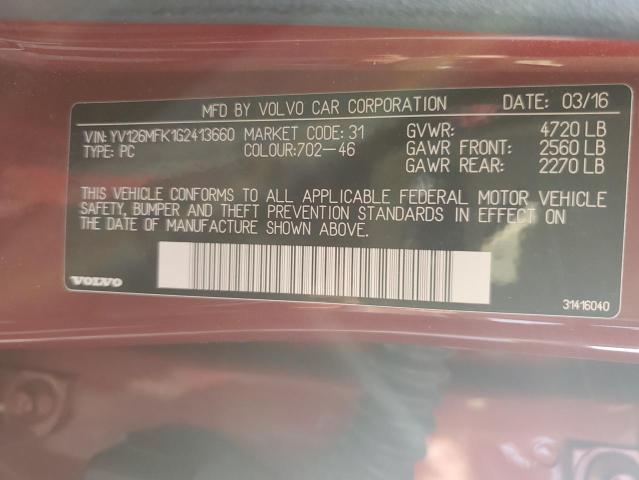 MFD BY VOLVO CAR CORPORATION DATE: 03/16
VIN: YV126MFK1G2413660 MARKET CODE: 31 GVWR: 4720 LB
TYPE: PC COLOUR:702-46 GAWR FRONT: 2560 LB
GAWR REAR: 2270 LB
THIS VEHICLE CONFORMS TO ALL APPLICABLE FEDERAL MOTOR VEHICLE
SAFETY, BUMPER AND THEFT PREVENTION STANDARDS IN EFFECT ON
THE DATE OF MANUFACTURE SHOWN ABOVE.
VOLVO 31416040